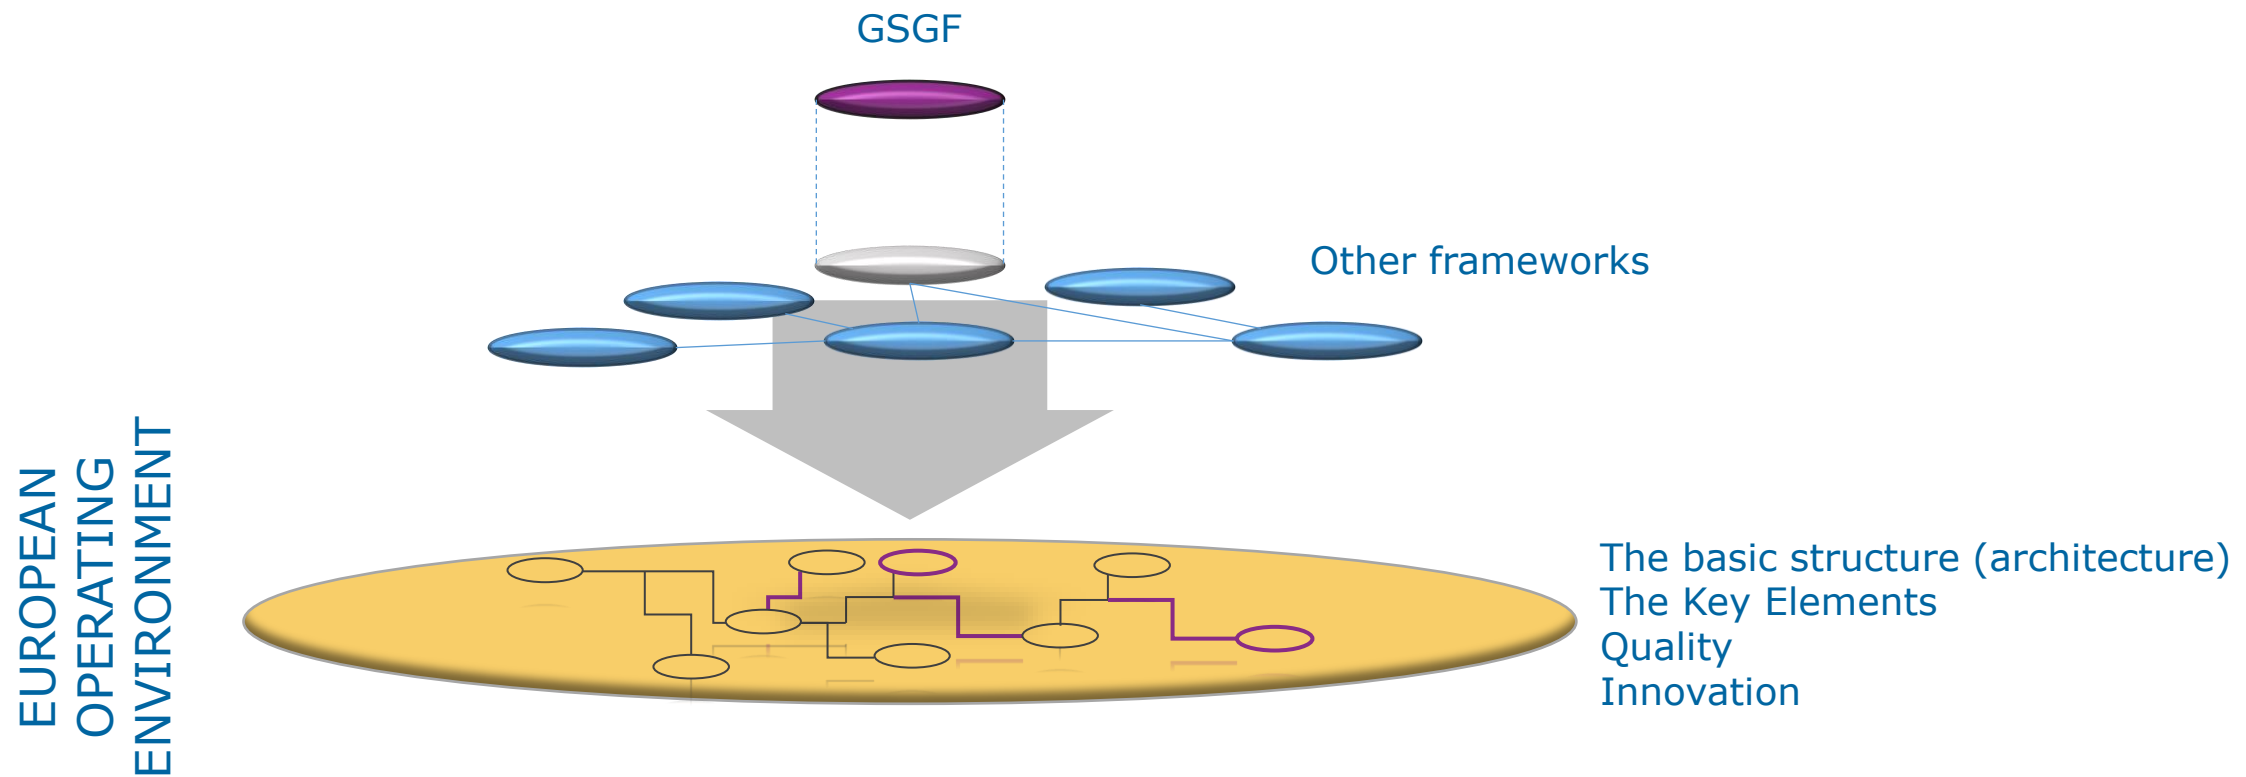 GSGF
Other frameworks
EUROPEAN
OPERATING
ENVIRONMENT
The basic structure (architecture)
The Key Elements
Quality
Innovation